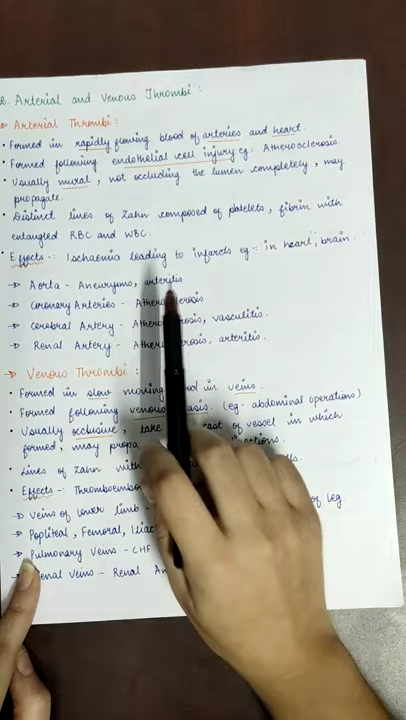 2. Arterial and Venous Thrombi :
→ Arterial Thrombi :
• Formed in rapidly flowing blood of arteries and heart.
• Formed following endothelial cell injury eg: Atherosclerosis.
• Usually mural, not occluding the lumen completely, may
propagate.
• Distinct lines of Zahn composed of platelets, fibrin with
entangled RBC and WBC.
• Effects -: Ischaemia leading to infarcts eg -: in heart, brain.
→ Aorta - Aneurysms, arteritis
→ Coronary Arteries - Atherosclerosis
→ Cerebral Artery - Atherosclerosis, vasculitis.
→ Renal Artery - Atherosclerosis, arteritis.
→ Venous Thrombi :
• Formed in slow moving blood in veins.
• Formed following venous stasis. (eg- abdominal operations)
• Usually occlusive, take cast of vessel in which
formed, may
• Lines of Zahn with
• Effects -:
→ Veins of lower limb - of leg
→ Popliteal, Femoral, Iliac
→ Pulmonary Veins - CHF
→ Renal Veins - Renal